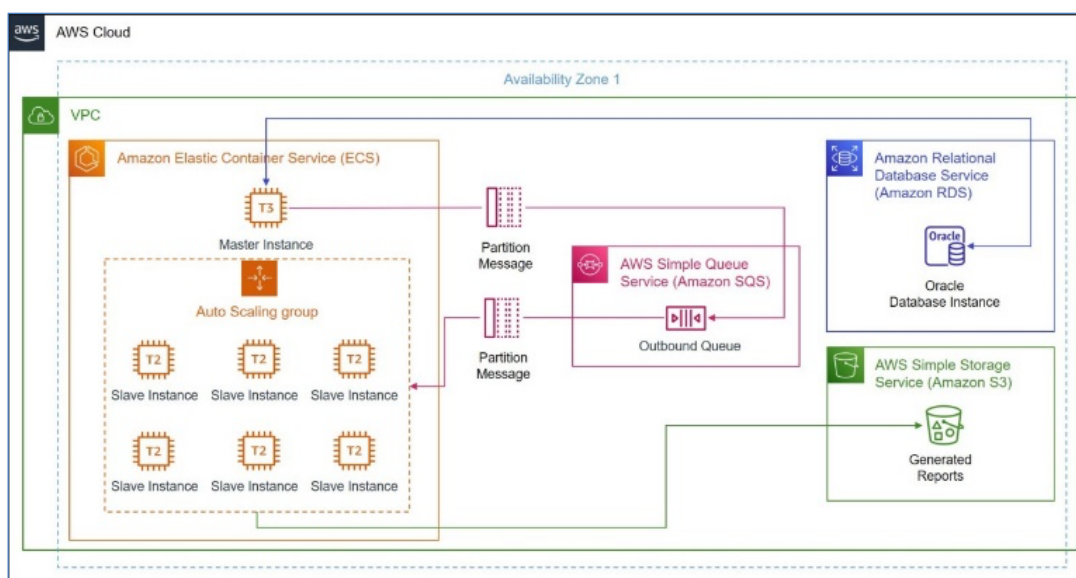 aws
AWS Cloud
Availability Zone 1
VPC
Amazon Elastic Container Service (ECS)
T3
Master Instance
Auto Scaling group
T2 T2 T2
Slave Instance Slave Instance Slave Instance
T2 T2 T2
Slave Instance Slave Instance Slave Instance
Partition
Message
Partition
Message
AWS Simple Queue
Service (Amazon SQS)
Outbound Queue
Amazon Relational
Database Service
(Amazon RDS)
Oracle
Oracle
Database Instance
AWS Simple Storage
Service (Amazon S3)
Generated
Reports